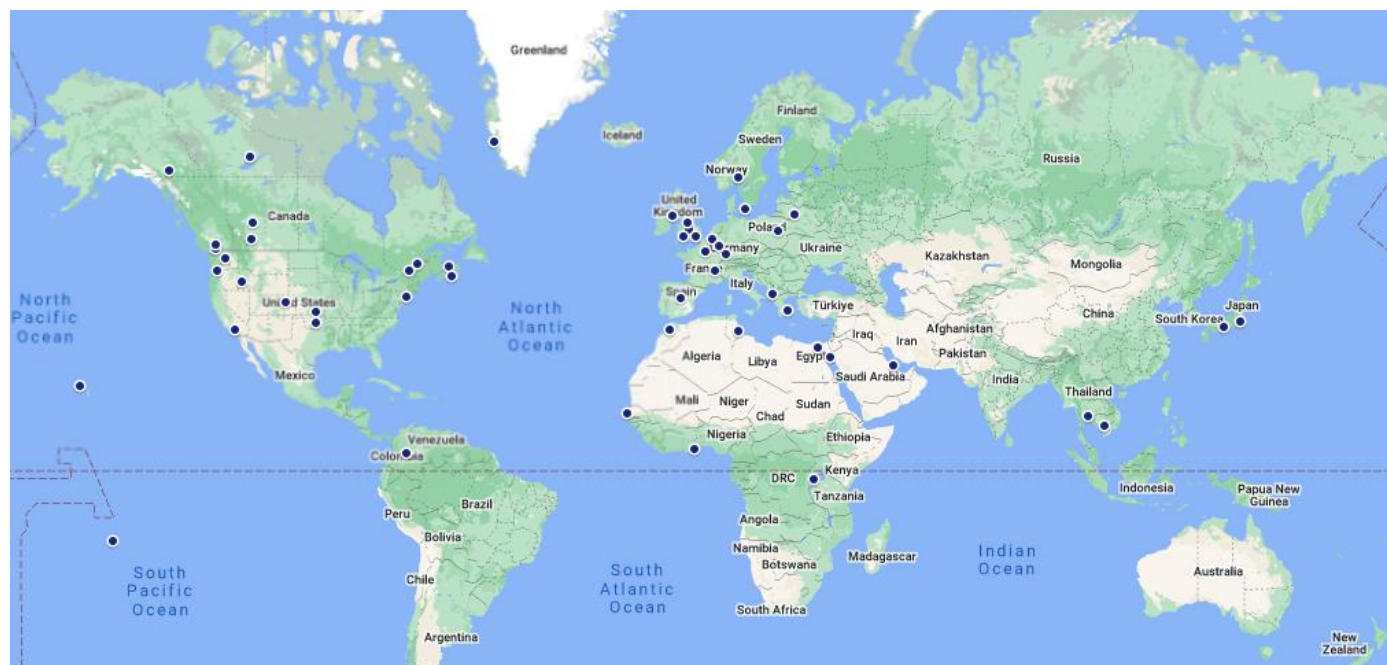 Greenland
Iceland
Finland
Sweden
Norway
Russia
United
Kingdom
Canada
Poland
Germany
Ukraine
Kazakhstan
Mongolia
France
Italy
Spain
Türkiye
North
Pacific
Ocean
United States
North
Atlantic
Ocean
Japan
South Korea
China
Afghanistan
Iraq
Iran
Pakistan
Algeria
Libya
Egypt
Saudi Arabia
India
Mexico
Mali
Niger
Chad
Sudan
Thailand
Venezuela
Colombia
Nigeria
Ethiopia
DRC
Kenya
Tanzania
Indonesia
Papua New
Guinea
Brazil
Peru
Angola
Bolivia
Namibia
Botswana
Madagascar
Indian
Ocean
South
Pacific
Ocean
South
Atlantic
Ocean
Chile
Australia
South Africa
Argentina
New
Zealand